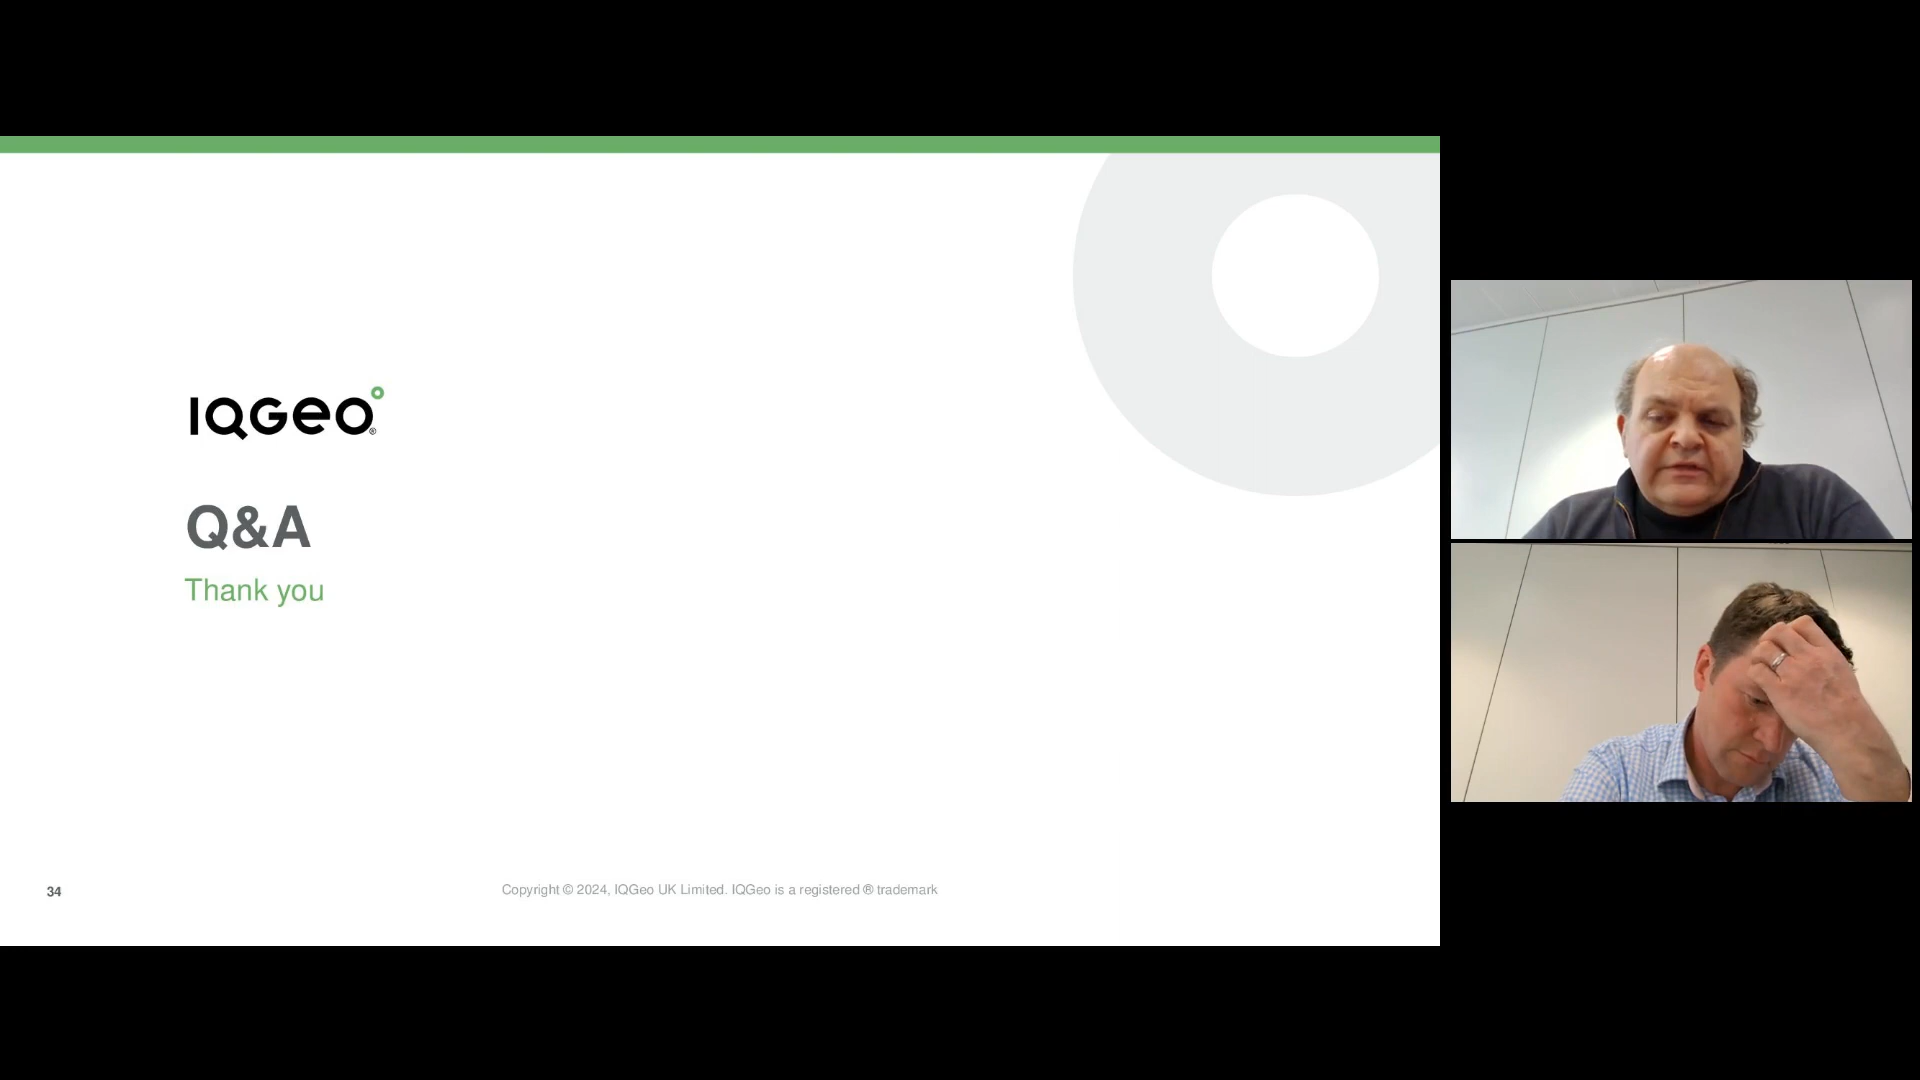 IQGeo®
Q&A
Thank you
34
Copyright © 2024, IQGeo UK Limited. IQGeo is a registered ® trademark